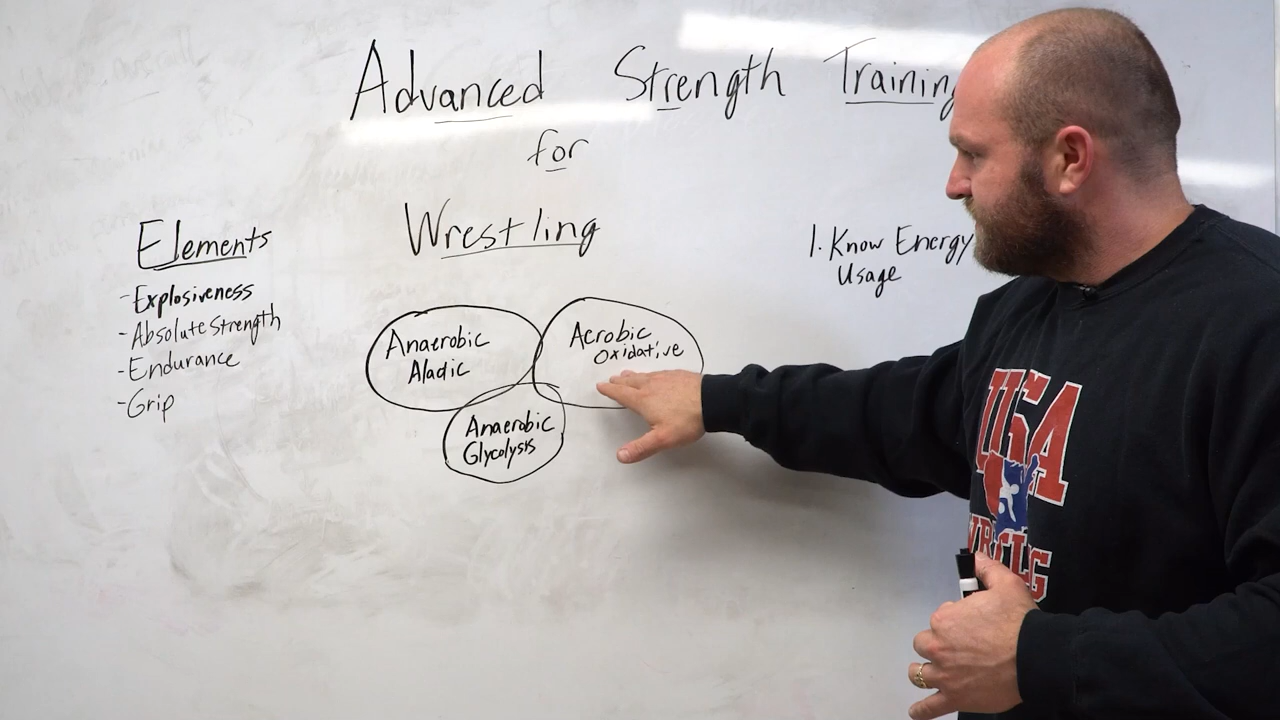 Advanced Strength Training
for
Wrestling
Elements
- Explosiveness
- Absolute Strength
- Endurance
- Grip
Anaerobic
Aladic
Aerobic
Oxidative
Anaerobic
Glycolysis
1. Know Energy
Usage
USA